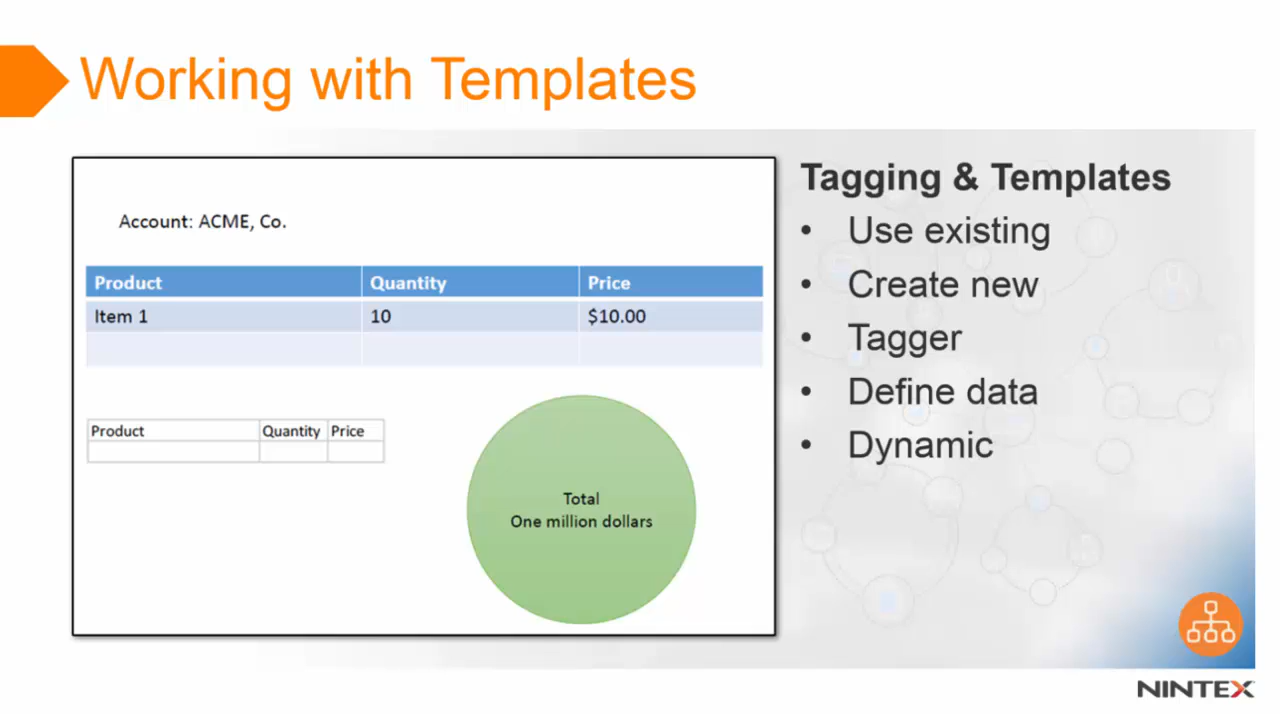 Working with Templates
Account: ACME, Co.
Product Quantity Price
Item 1 10 $10.00
Product Quantity Price
Total
One million dollars
Tagging & Templates
• Use existing
• Create new
• Tagger
• Define data
• Dynamic
NINTEX